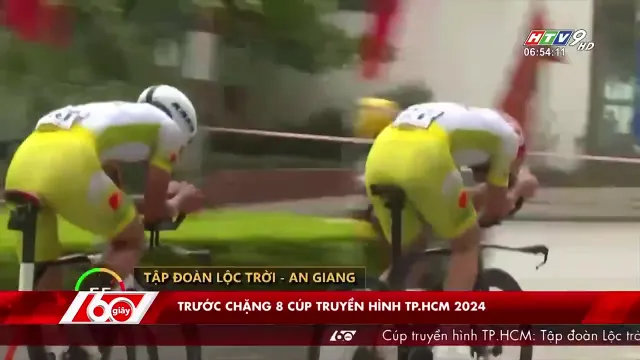 HTV9 HD
06:54:11
TẬP ĐOÀN LỘC TRỜI - AN GIANG
60 giây
TRƯỚC CHẶNG 8 CÚP TRUYỀN HÌNH TP.HCM 2024
60 Cúp truyền hình TP.HCM: Tập đoàn Lộc trờ